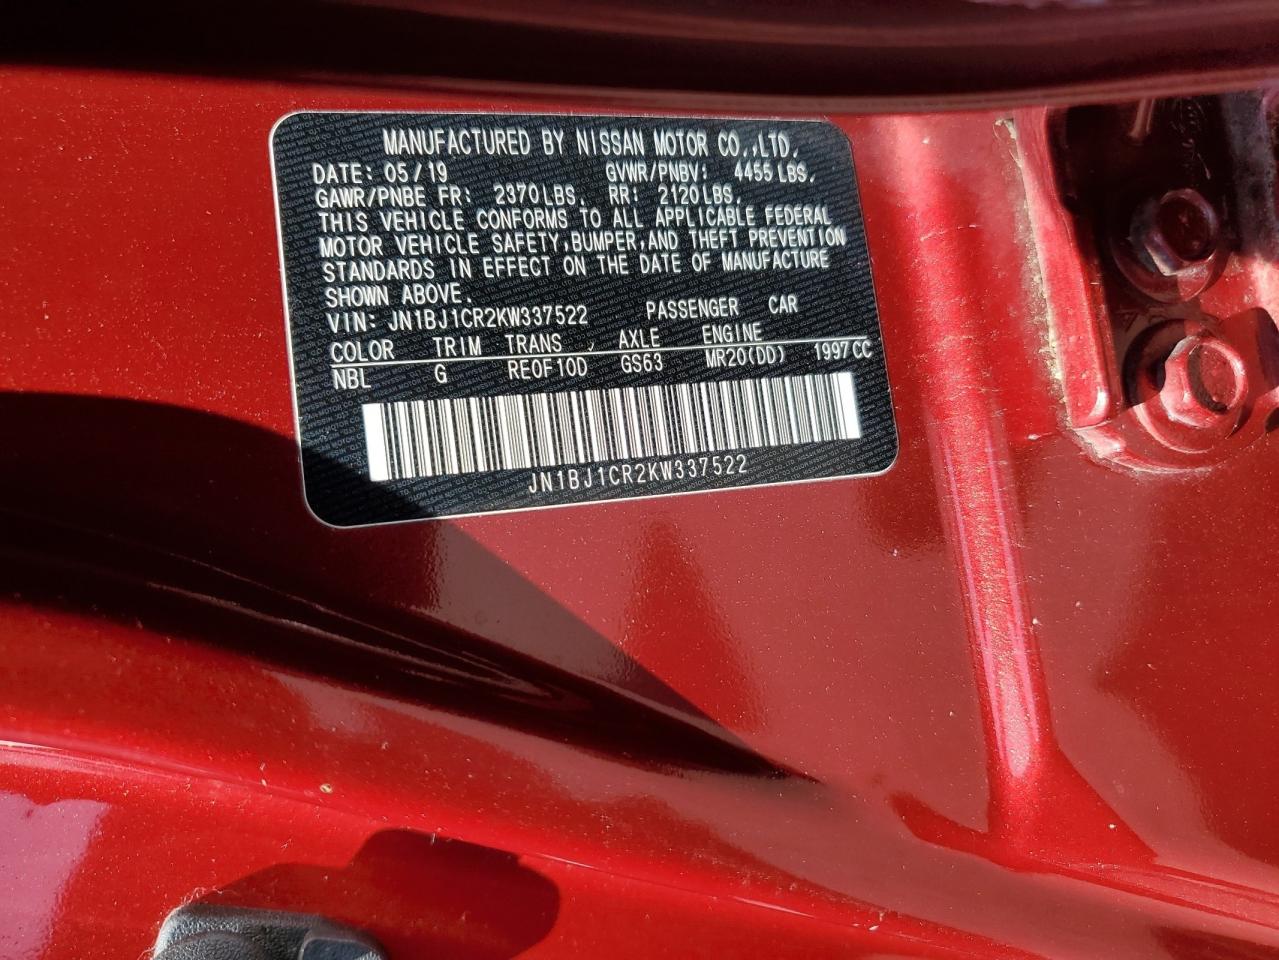 MANUFACTURED BY NISSAN MOTOR CO.,LTD.
DATE: 05/19 GVWR/PNBV: 4455 LBS.
GAWR/PNBE FR: 2370 LBS. RR: 2120 LBS.
THIS VEHICLE CONFORMS TO ALL APPLICABLE FEDERAL
MOTOR VEHICLE SAFETY,BUMPER,AND THEFT PREVENTION
STANDARDS IN EFFECT ON THE DATE OF MANUFACTURE
SHOWN ABOVE.
VIN: JN1BJ1CR2KW337522 PASSENGER CAR
COLOR TRIM TRANS AXLE ENGINE
NBL G RE0F10D GS63 MR20(DD) 1997CC
JN1BJ1CR2KW337522